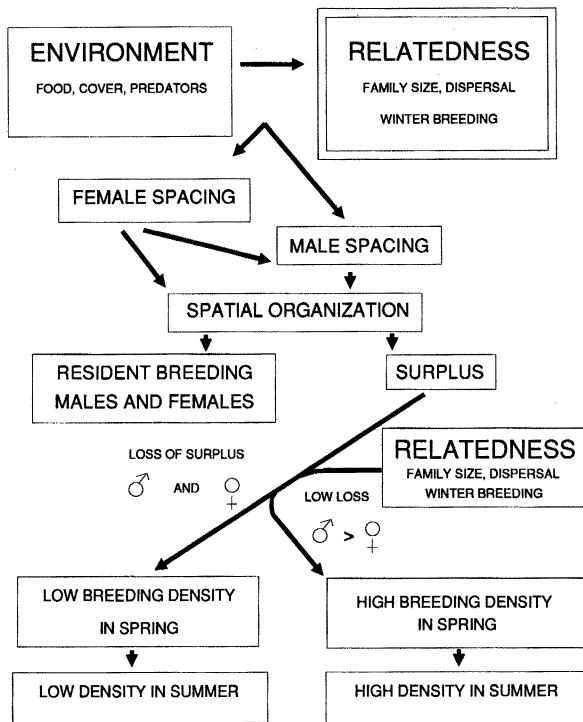 ENVIRONMENT
FOOD, COVER, PREDATORS
RELATEDNESS
FAMILY SIZE, DISPERSAL
WINTER BREEDING
FEMALE SPACING
MALE SPACING
SPATIAL ORGANIZATION
RESIDENT BREEDING
MALES AND FEMALES
SURPLUS
LOSS OF SURPLUS
♂ AND ♀
RELATEDNESS
FAMILY SIZE, DISPERSAL
WINTER BREEDING
LOW LOSS
♂ > ♀
LOW BREEDING DENSITY
IN SPRING
HIGH BREEDING DENSITY
IN SPRING
LOW DENSITY IN SUMMER
HIGH DENSITY IN SUMMER